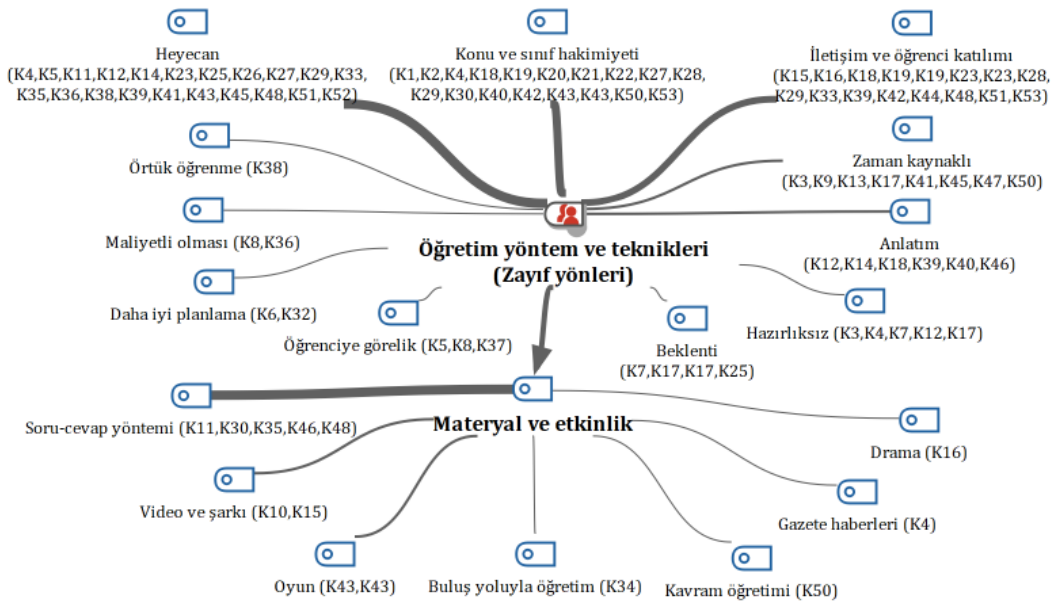 Heyecan
(K4,K5,K11,K12,K14,K23,K25,K26,K27,K29,K33,
K35,K36,K38,K39,K41,K43,K45,K48,K51,K52)
Konu ve sınıf hakimiyeti
(K1,K2,K4,K18,K19,K20,K21,K22,K27,K28,
K29,K30,K40,K42,K43,K43,K50,K53)
İletişim ve öğrenci katılımı
(K15,K16,K18,K19,K19,K23,K23,K28,
K29,K33,K39,K42,K44,K48,K51,K53)
Örtük öğrenme (K38)
Zaman kaynaklı
(K3,K9,K13,K17,K41,K45,K47,K50)
Maliyetli olması (K8,K36)
Öğretim yöntem ve teknikleri
(Zayıf yönleri)
Anlatım
(K12,K14,K18,K39,K40,K46)
Daha iyi planlama (K6,K32)
Öğrenciye görelik (K5,K8,K37)
Beklenti
(K7,K17,K17,K25)
Hazırlıksız (K3,K4,K7,K12,K17)
Soru-cevap yöntemi (K11,K30,K35,K46,K48)
Materyal ve etkinlik
Drama (K16)
Video ve şarkı (K10,K15)
Gazete haberleri (K4)
Oyun (K43,K43)
Buluş yoluyla öğretim (K34)
Kavram öğretimi (K50)